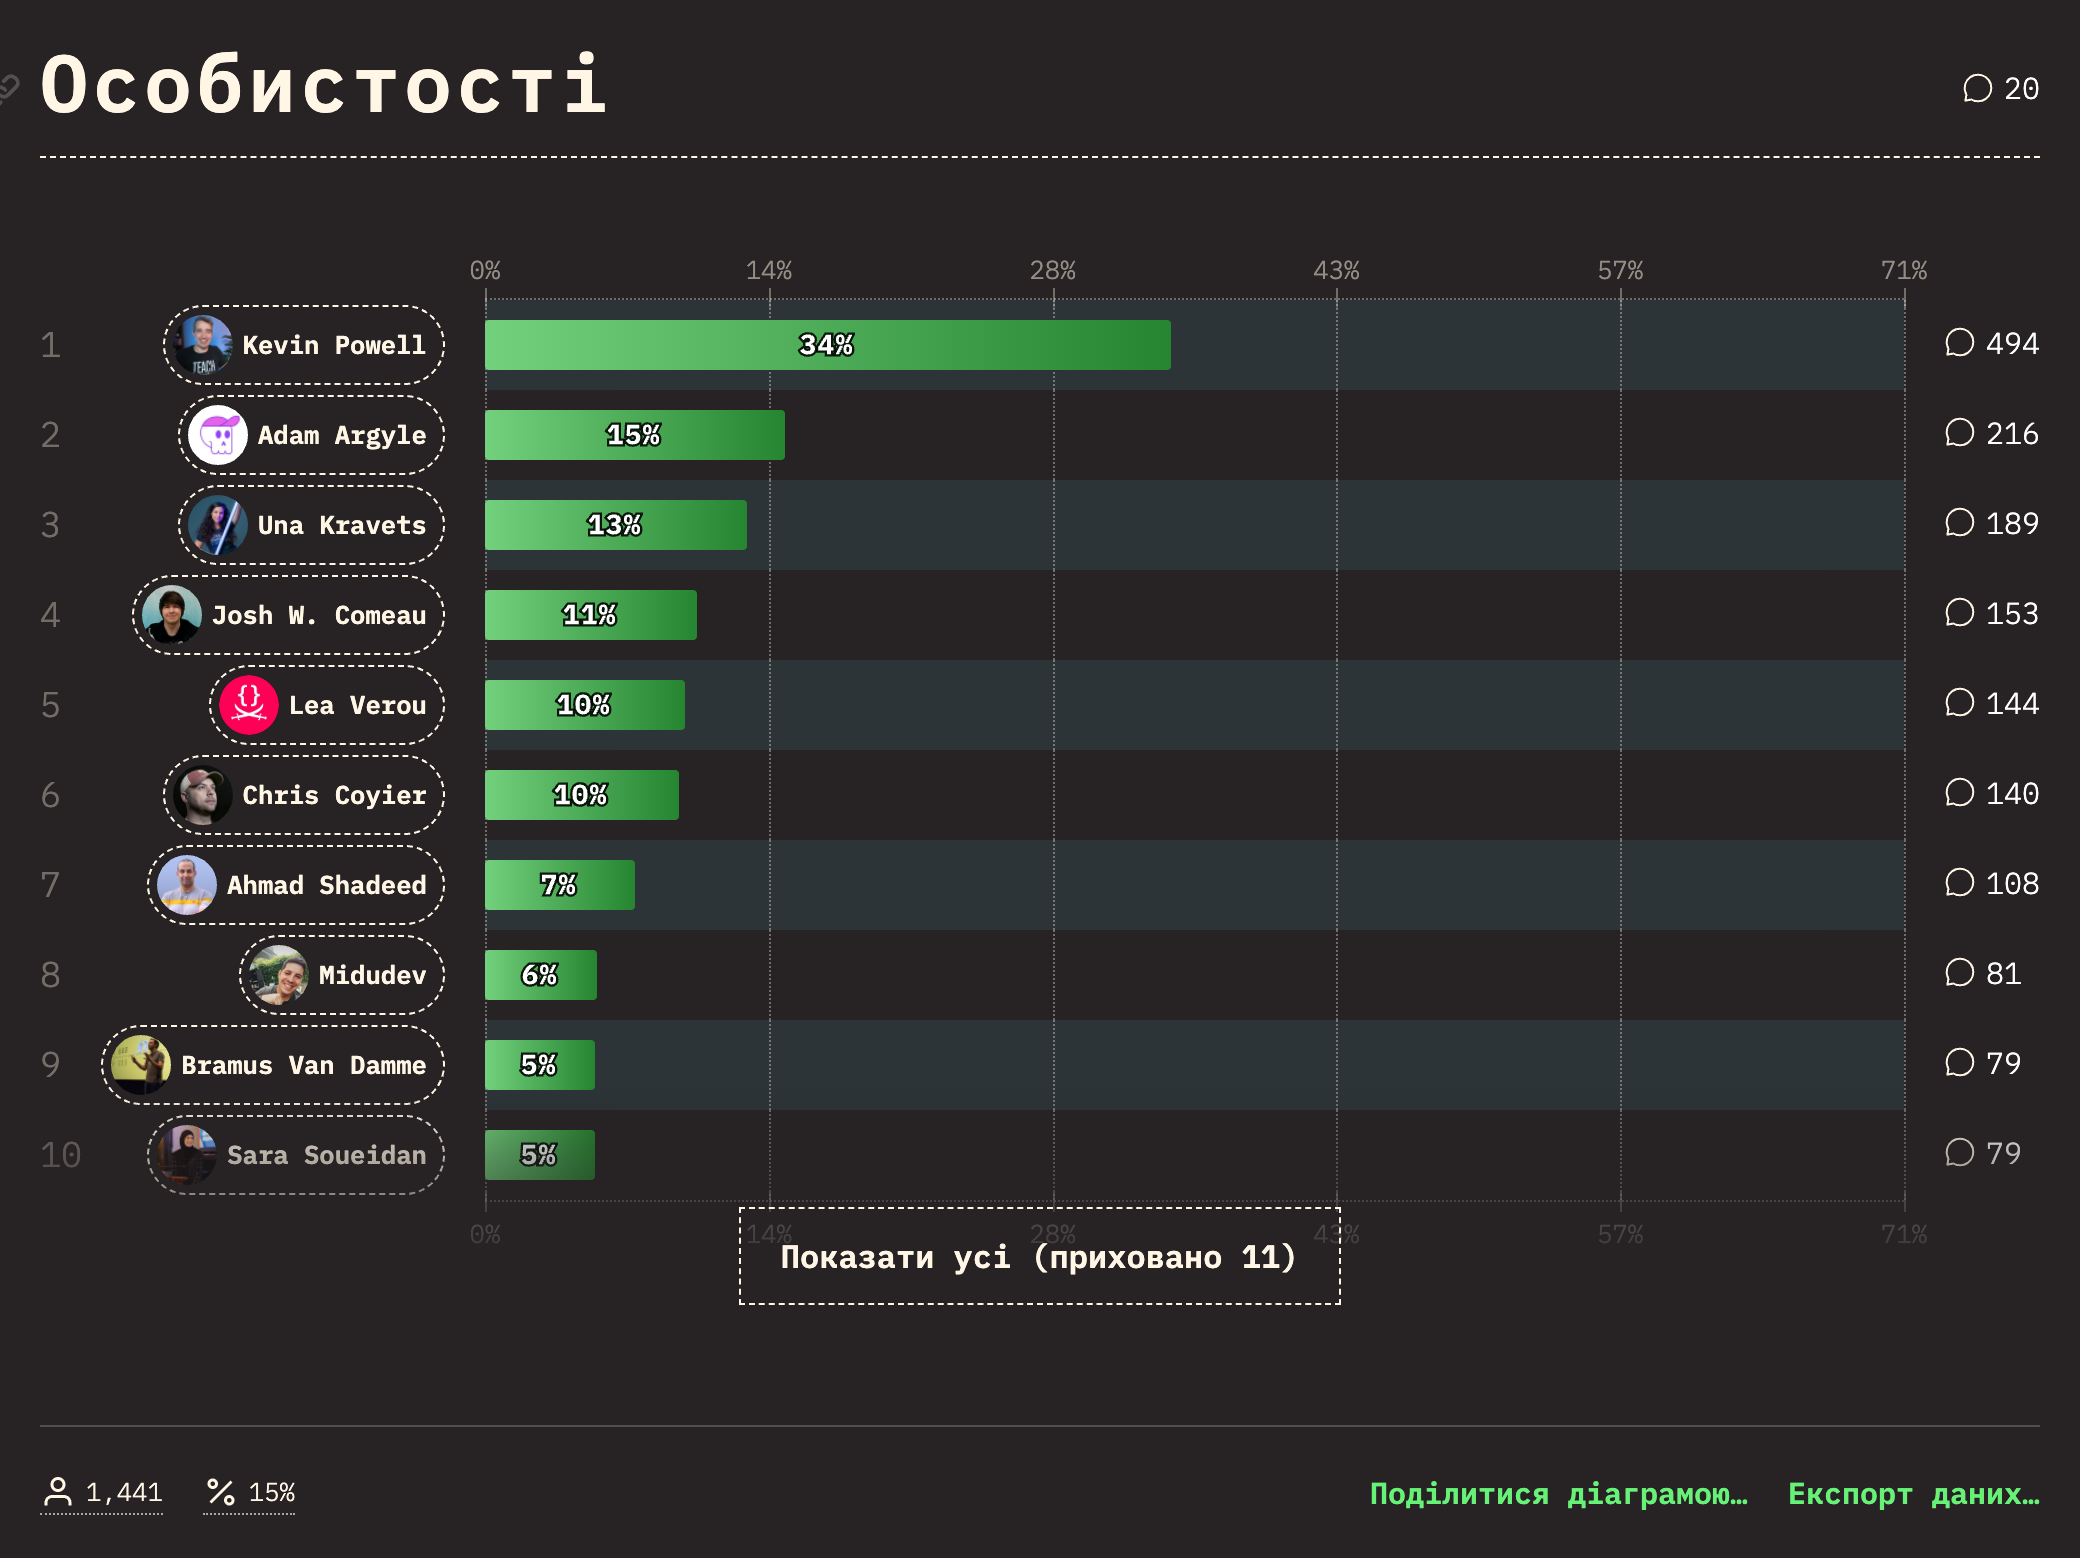 Особистості
20
0% 14% 28% 43% 57% 71%
1 Kevin Powell 34% 494
2 Adam Argyle 15% 216
3 Una Kravets 13% 189
4 Josh W. Comeau 11% 153
5 Lea Verou 10% 144
6 Chris Coyier 10% 140
7 Ahmad Shadeed 7% 108
8 Midudev 6% 81
9 Bramus Van Damme 5% 79
10 Sara Soueidan 5% 79
0% 14% 28% 43% 57% 71%
Показати усі (приховано 11)
1,441 % 15% Поділитися діаграмою… Експорт даних…